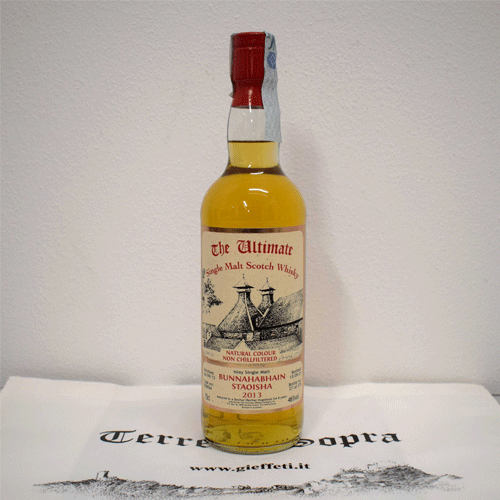 The Ultimate
Single Malt Scotch Whisky
NATURAL COLOUR
NON CHILLFILTERED
Islay Single Malt
BUNNAHABHAIN
STAOISHA
2013
46%
Terre Sopra
www.gieffeti.it